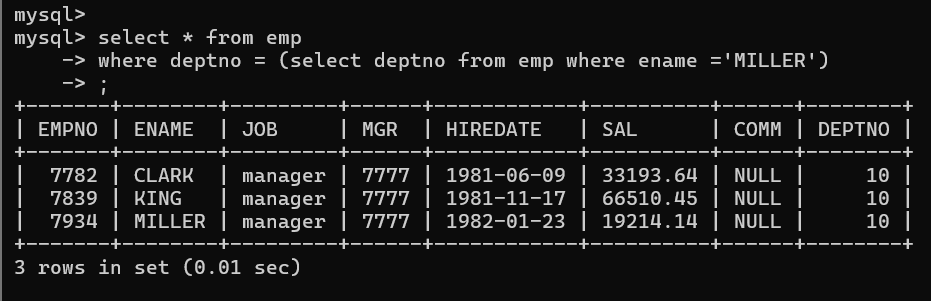 mysql>
mysql> select * from emp
    -> where deptno = (select deptno from emp where ename ='MILLER')
    -> ;
+-------+--------+---------+------+------------+----------+------+--------+
| EMPNO | ENAME  | JOB     | MGR  | HIREDATE   | SAL      | COMM | DEPTNO |
+-------+--------+---------+------+------------+----------+------+--------+
|  7782 | CLARK  | manager | 7777 | 1981-06-09 | 33193.64 | NULL |     10 |
|  7839 | KING   | manager | 7777 | 1981-11-17 | 66510.45 | NULL |     10 |
|  7934 | MILLER | manager | 7777 | 1982-01-23 | 19214.14 | NULL |     10 |
+-------+--------+---------+------+------------+----------+------+--------+
3 rows in set (0.01 sec)